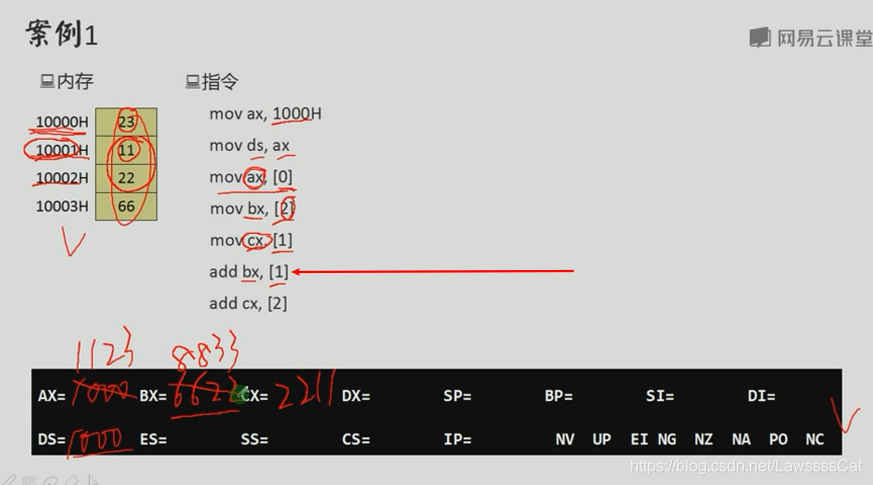 案例1
网易云课堂
内存
指令
10000H 23
10001H 11
10002H 22
10003H 66
mov ax, 1000H
mov ds, ax
mov ax, [0]
mov bx, [2]
mov cx, [1]
add bx, [1]
add cx, [2]
1123 8833
AX= 1000 BX= 6622 CX= 2211 DX= SP= BP= SI= DI=
DS= 1000 ES= SS= CS= IP= NV UP EI NG NZ NA PO NC
https://blog.csdn.net/LawssssCat